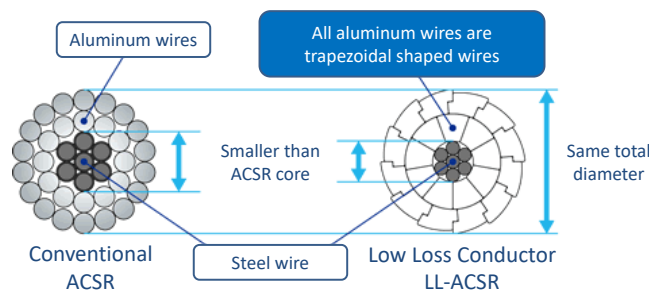 Aluminum wires
All aluminum wires are
trapezoidal shaped wires
Smaller than
ACSR core
Same total
diameter
Conventional
ACSR
Steel wire
Low Loss Conductor
LL-ACSR